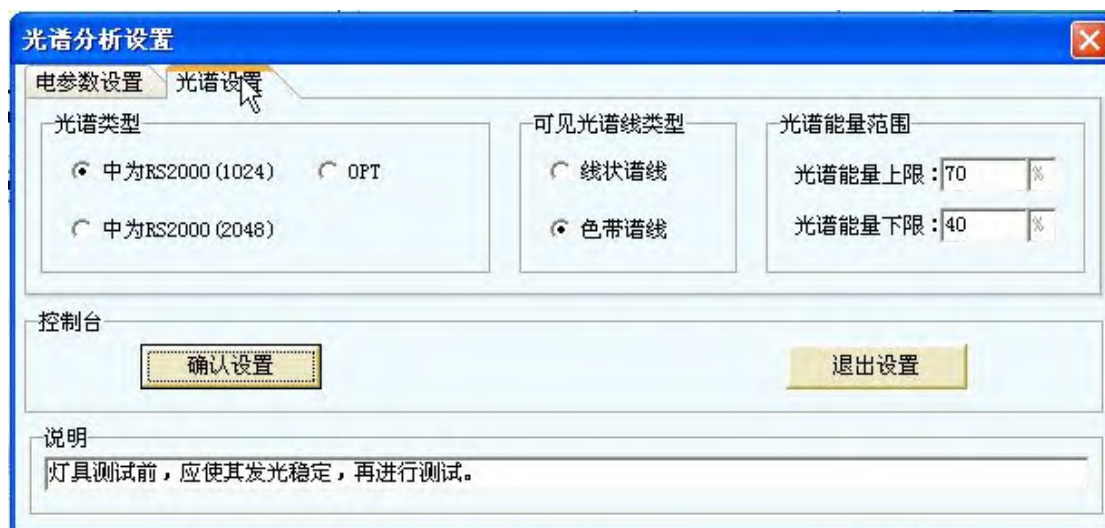 光谱分析设置
电参数设置 光谱设置
光谱类型
中为RS2000(1024) OPT
中为RS2000(2048)
可见光谱线类型
线状谱线
色带谱线
光谱能量范围
光谱能量上限：70 %
光谱能量下限：40 %
控制台
确认设置 退出设置
说明
灯具测试前，应使其发光稳定，再进行测试。